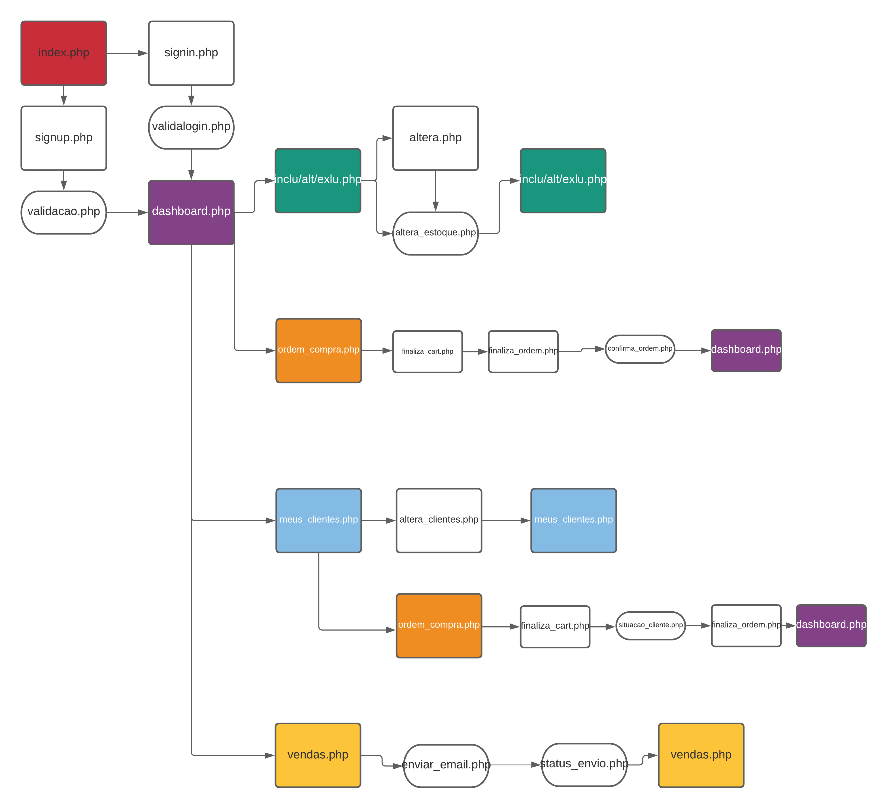 index.php
signin.php
signup.php
validalogin.php
altera.php
validacao.php
dashboard.php
inclu/alt/exlu.php
altera_estoque.php
inclu/alt/exlu.php
ordem_compra.php
finaliza_cart.php
finaliza_ordem.php
confirma_ordem.php
dashboard.php
meus_clientes.php
altera_clientes.php
meus_clientes.php
ordem_compra.php
finaliza_cart.php
situacao_cliente.php
finaliza_ordem.php
dashboard.php
vendas.php
enviar_email.php
status_envio.php
vendas.php